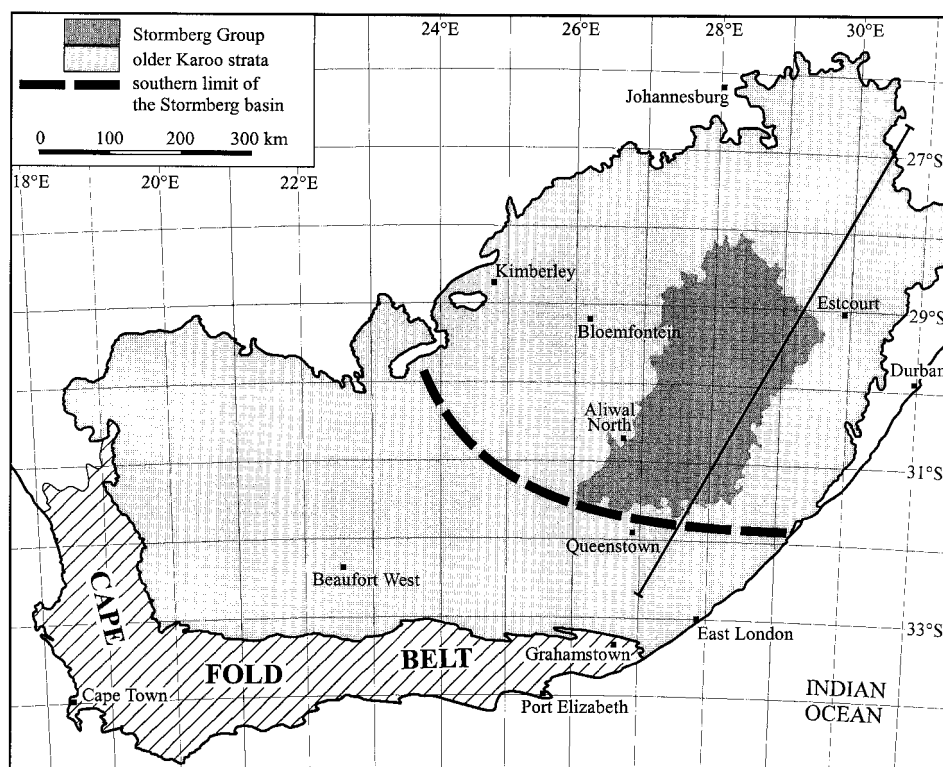 Stormberg Group
older Karoo strata
southern limit of
the Stormberg basin
0 100 200 300 km
24°E 26°E 28°E 30°E
18°E 20°E 22°E
Johannesburg
27°S
Kimberley
Estcourt
29°S
Bloemfontein
Durban
Aliwal
North
31°S
Queenstown
Beaufort West
CAPE
East London
33°S
Grahamstown
FOLD BELT
Cape Town
Port Elizabeth
INDIAN
OCEAN